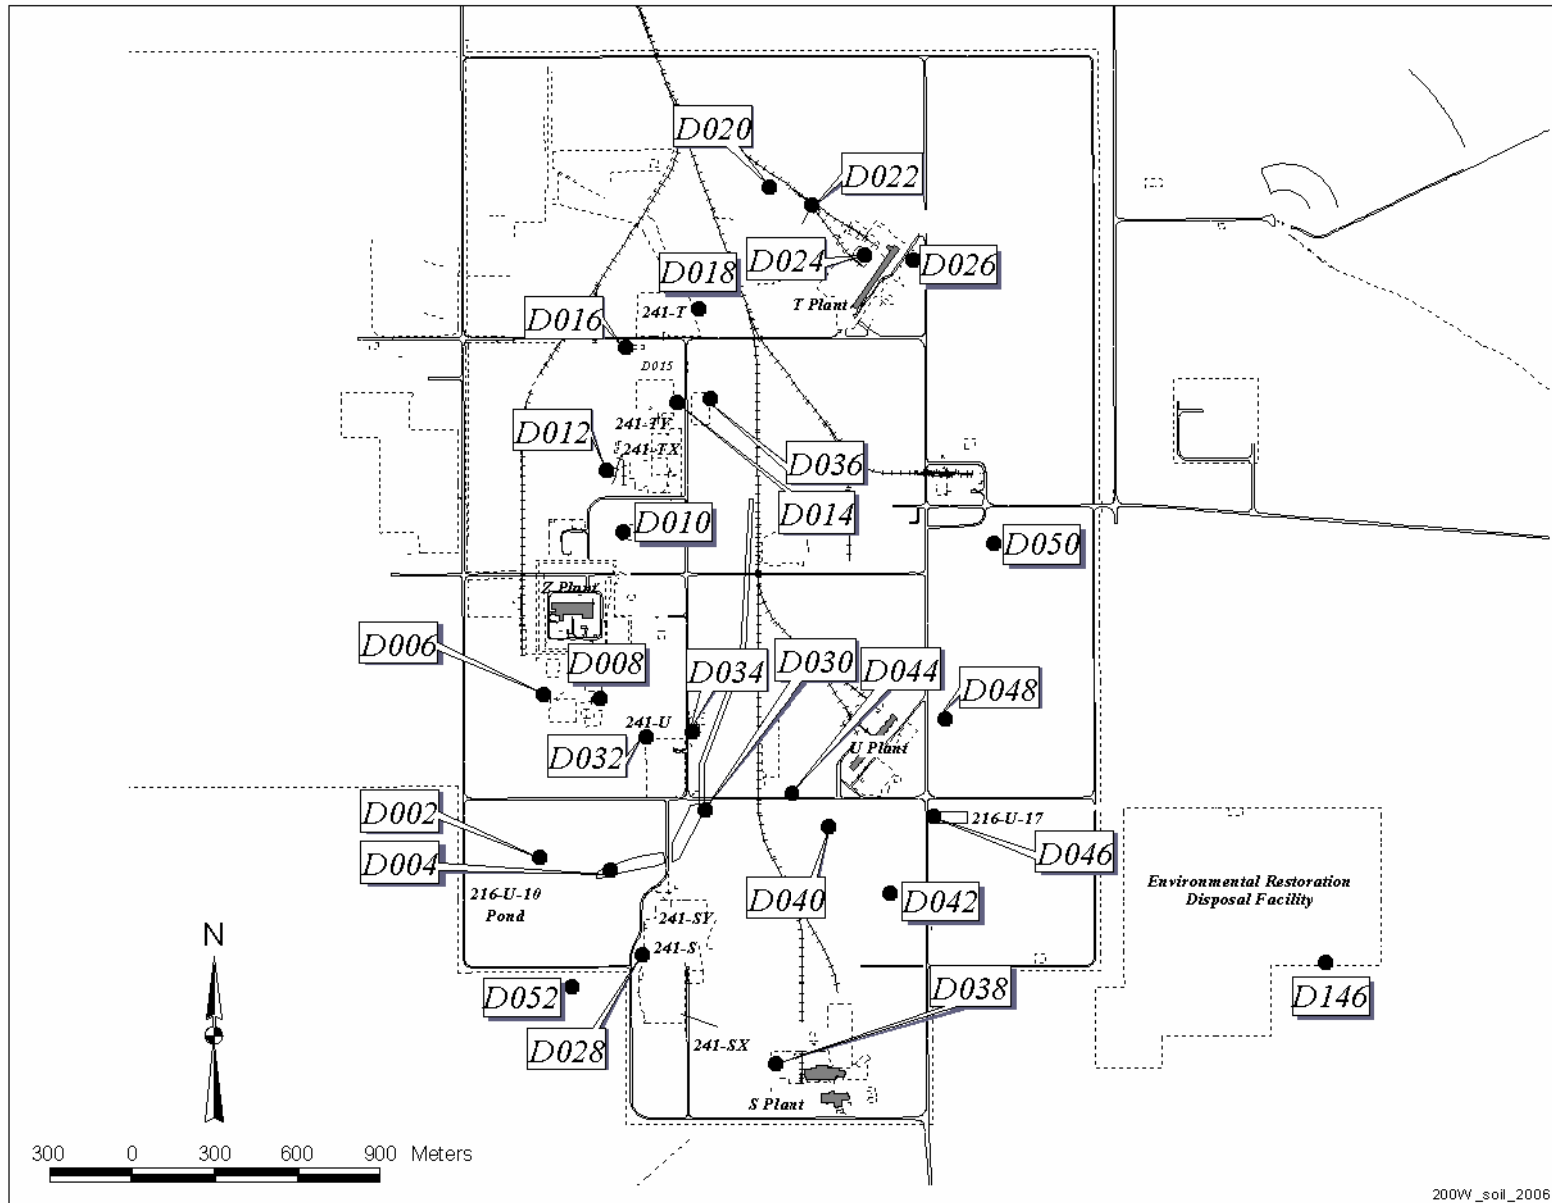 D020
D022
D024
D026
D018
T Plant
241-T
D016
D015
241-TY
D012
241-TX
D036
D014
D010
D050
Z Plant
D006
D008
D034
D030
D044
D048
241-U
D032
U Plant
D002
D004
216-U-17
D046
216-U-10
Pond
D040
D042
Environmental Restoration
Disposal Facility
241-SY
241-S
D052
D028
D038
D146
241-SX
S Plant
N
300 0 300 600 900 Meters
200W_soil_2006